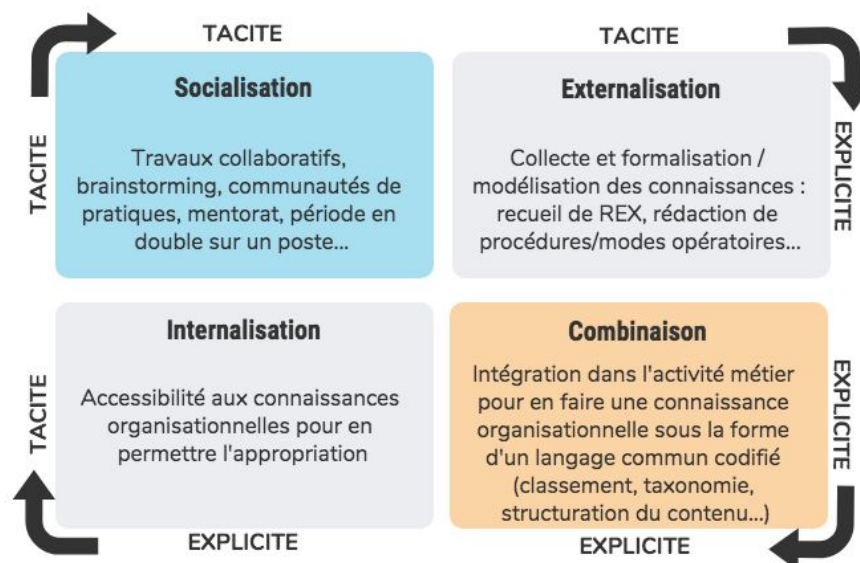 TACITE
TACITE
Socialisation
Travaux collaboratifs,
brainstorming, communautés de
pratiques, mentorat, période en
double sur un poste...
TACITE
EXPLICITE
Externalisation
Collecte et formalisation /
modélisation des connaissances :
recueil de REX, rédaction de
procédures/modes opératoires...
TACITE
Internalisation
Accessibilité aux connaissances
organisationnelles pour en
permettre l'appropriation
EXPLICITE
EXPLICITE
Combinaison
Intégration dans l'activité métier
pour en faire une connaissance
organisationnelle sous la forme
d'un langage commun codifié
(classement, taxonomie,
structuration du contenu...)
EXPLICITE